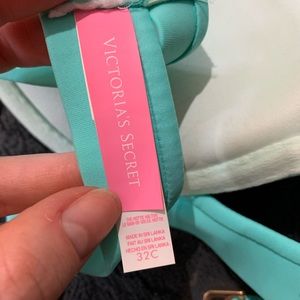 VICTORIA'S SECRET
MADE IN SRI LANKA
FAIT AU SRI LANKA
HECHO EN SRI LANKA
32C